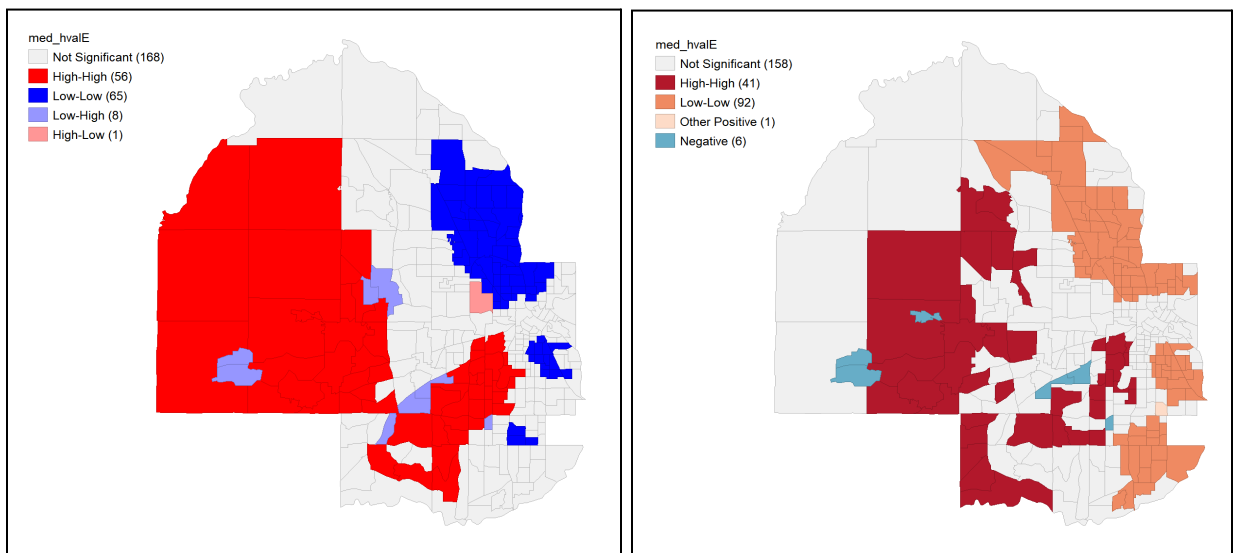 med_hvalE
Not Significant (168)
High-High (56)
Low-Low (65)
Low-High (8)
High-Low (1)
med_hvalE
Not Significant (158)
High-High (41)
Low-Low (92)
Other Positive (1)
Negative (6)